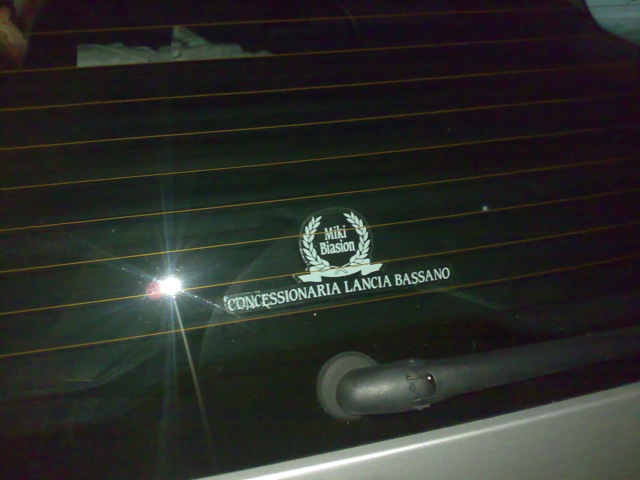 Miki
Biasion
CONCESSIONARIA LANCIA BASSANO